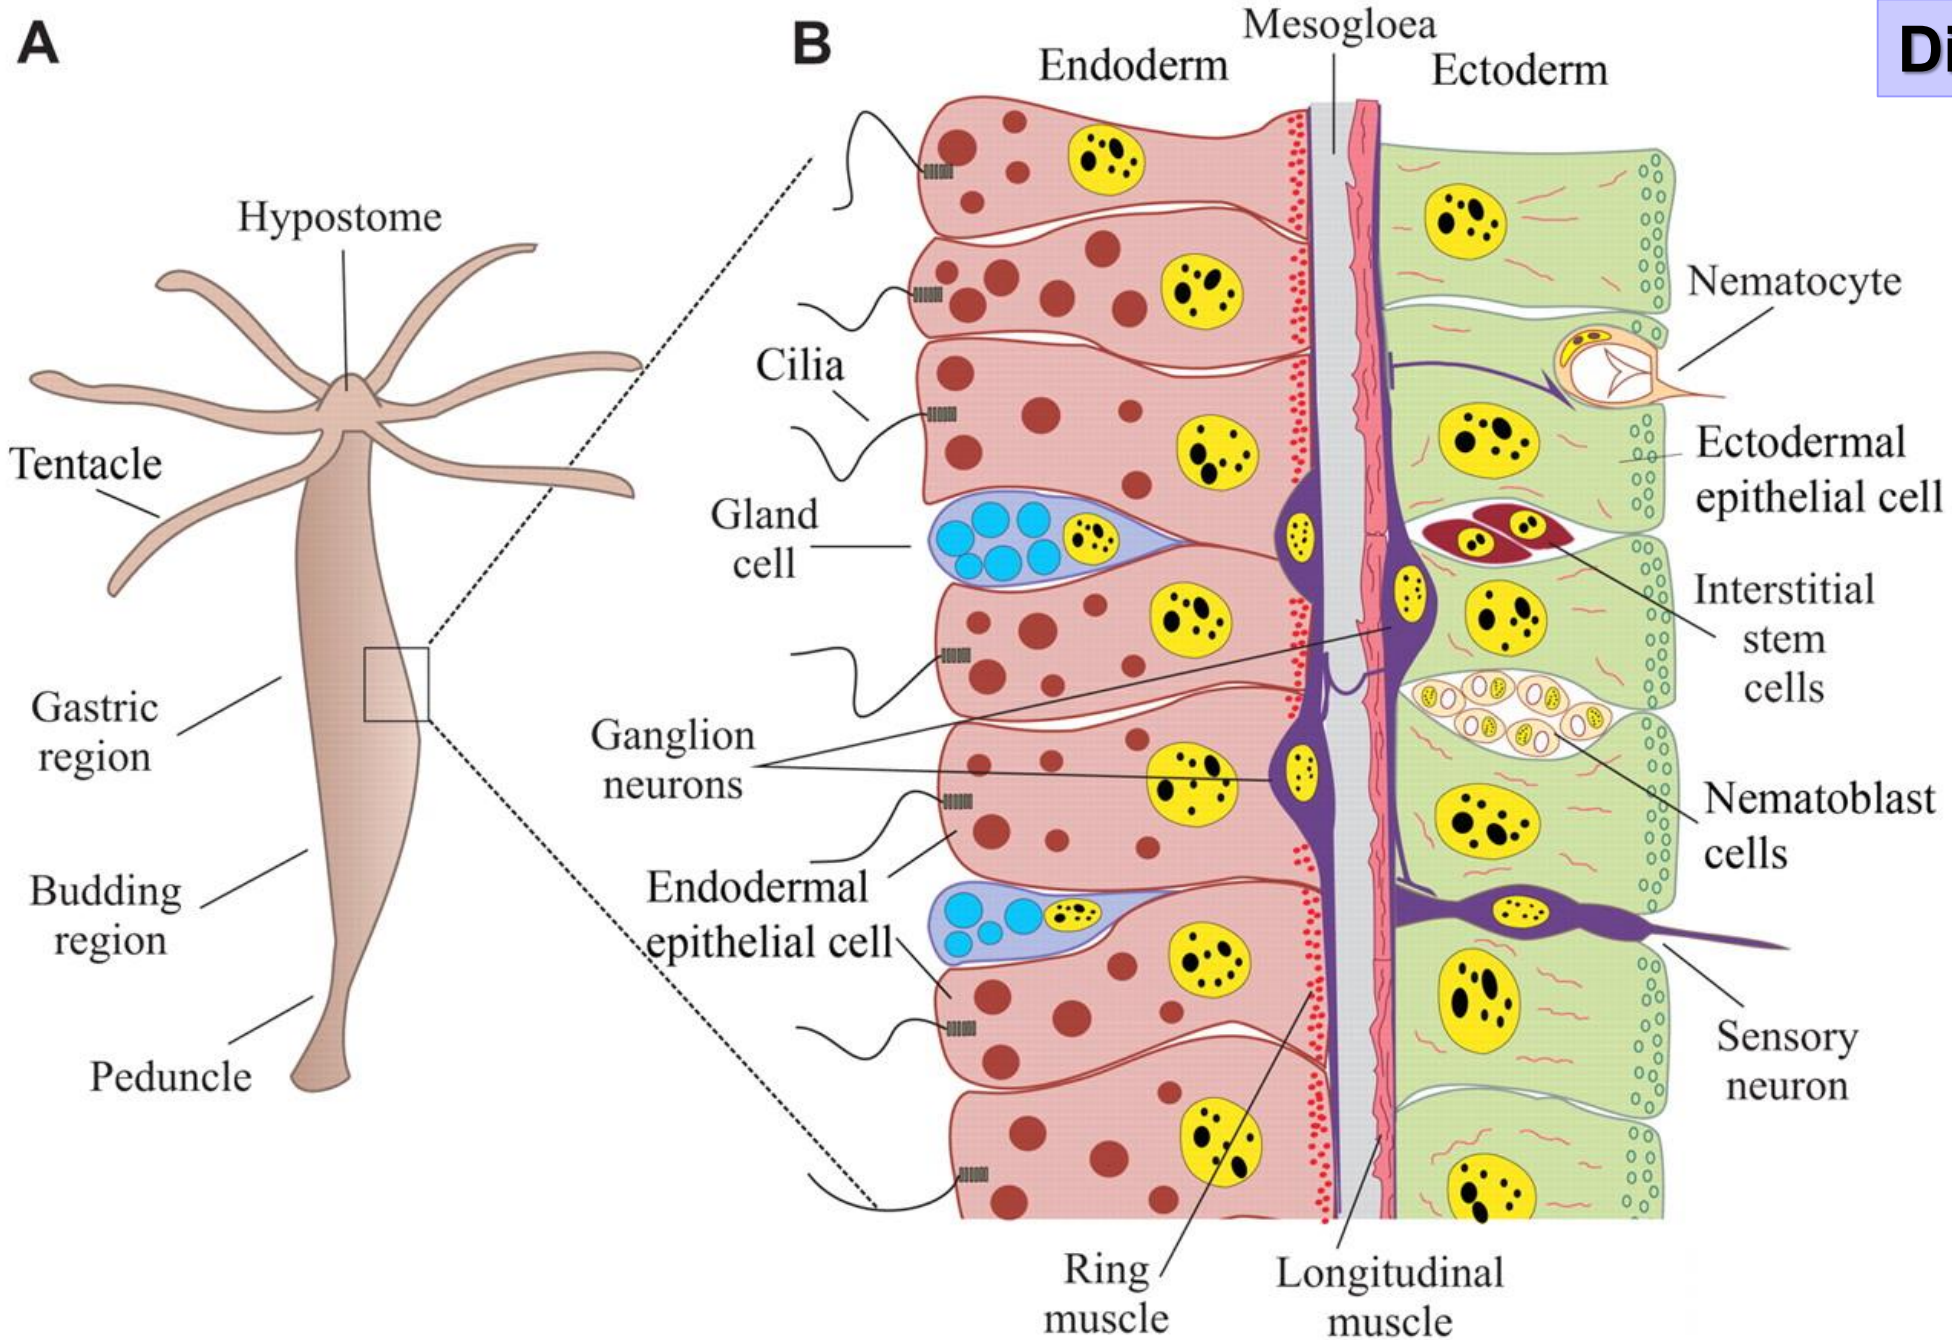 A
Hypostome
Tentacle
Gastric
region
Budding
region
Peduncle
B
Mesogloea
Endoderm
Ectoderm
Cilia
Gland
cell
Ganglion
neurons
Endodermal
epithelial cell
Ring
muscle
Longitudinal
muscle
Nematocyte
Ectodermal
epithelial cell
Interstitial
stem
cells
Nematoblast
cells
Sensory
neuron
Di